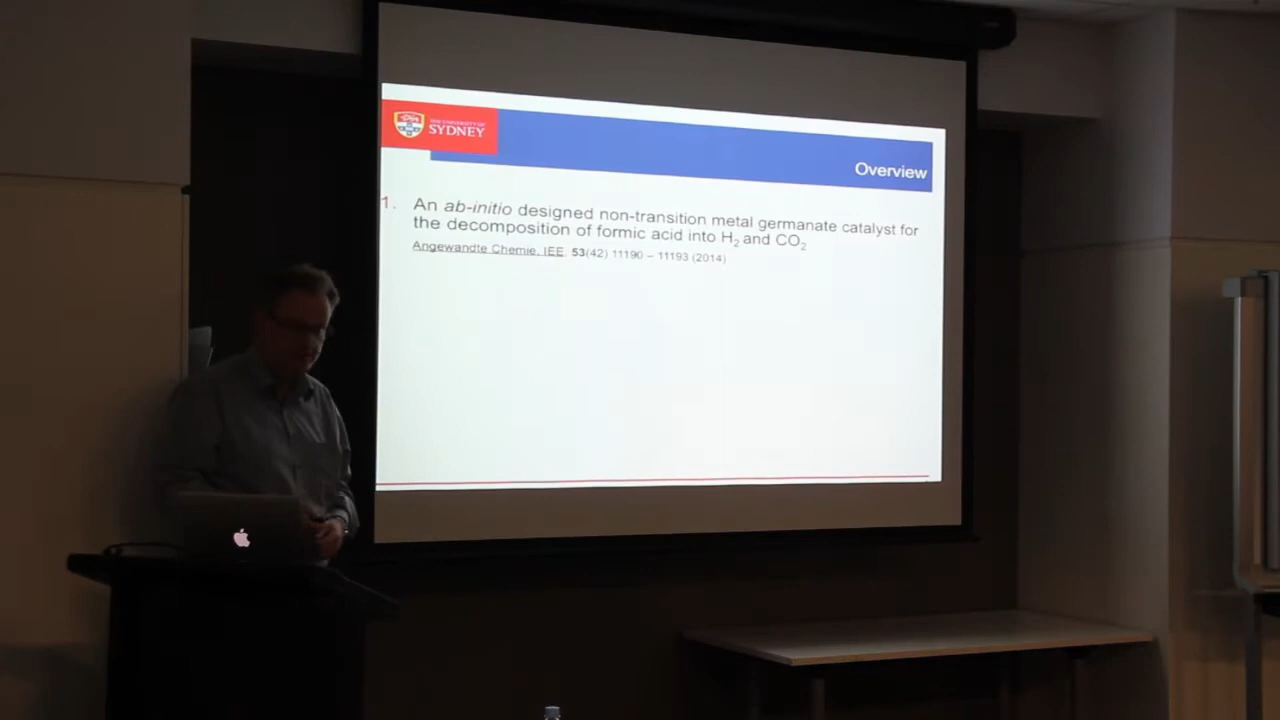 THE UNIVERSITY OF
SYDNEY
Overview
1. An ab-initio designed non-transition metal germanate catalyst for
the decomposition of formic acid into H₂ and CO₂
Angewandte Chemie, IEE, 53(42) 11190 – 11193 (2014)